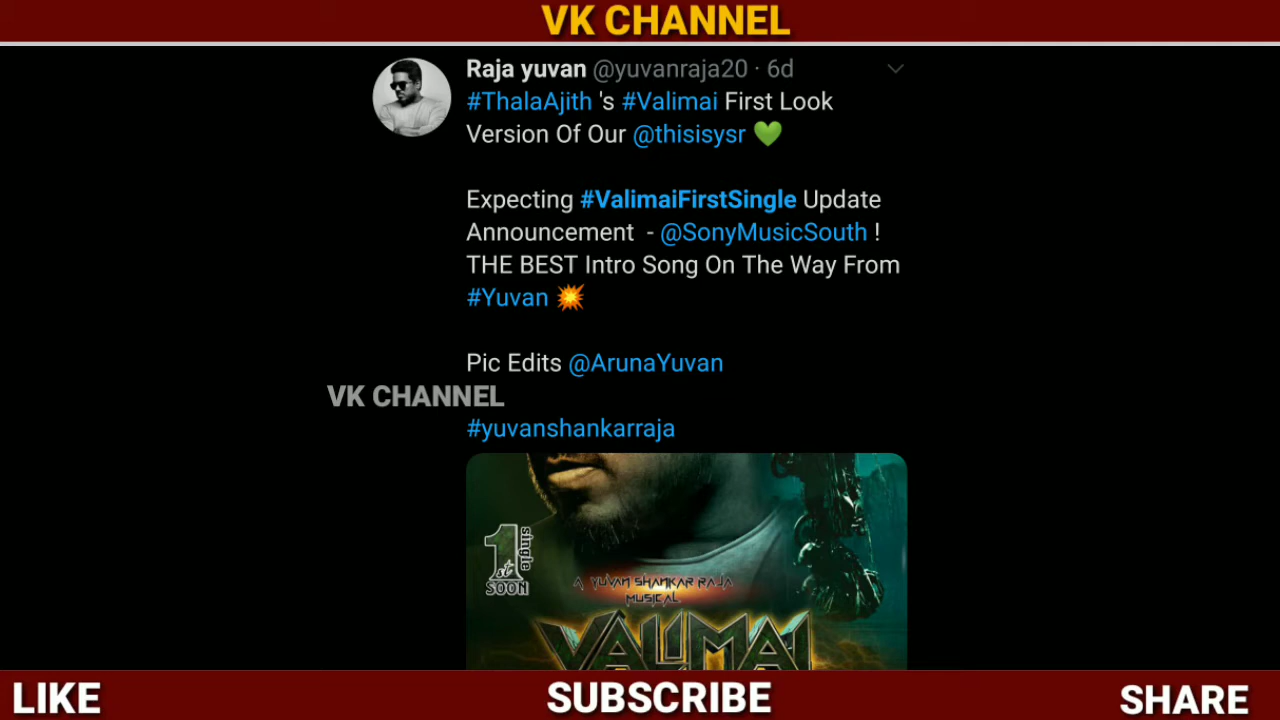 VK CHANNEL
Raja yuvan @yuvanraja20 · 6d
#ThalaAjith 's #Valimai First Look
Version Of Our @thisisysr 💚
Expecting #ValimaiFirstSingle Update
Announcement - @SonyMusicSouth !
THE BEST Intro Song On The Way From
#Yuvan 💥
Pic Edits @ArunaYuvan
VK CHANNEL
#yuvanshankarraja
1st single
SOON
A YUVAN SHANKAR RAJA
MUSICAL
VALIMAI
LIKE
SUBSCRIBE
SHARE